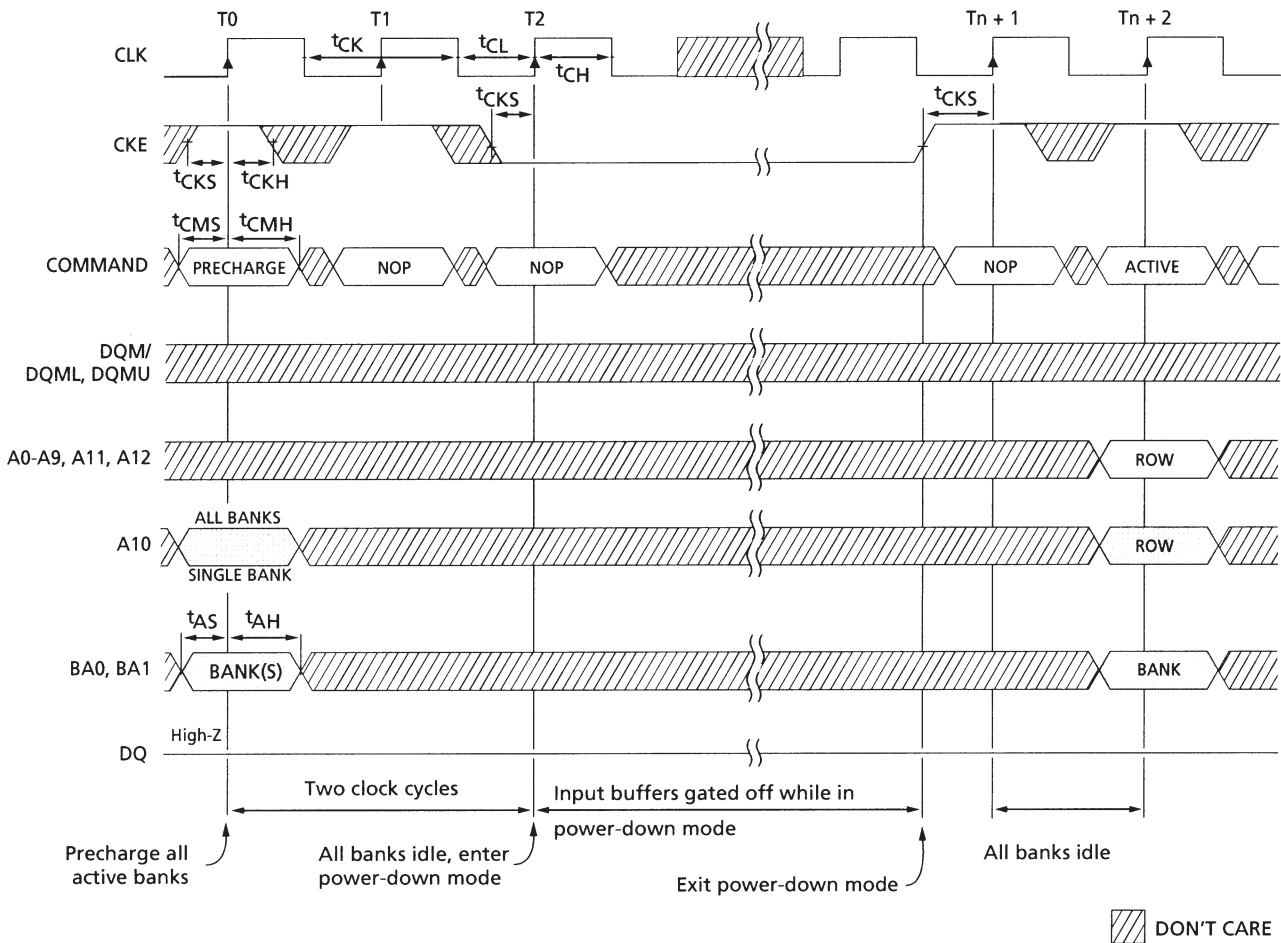 T0 T1 T2 Tn + 1 Tn + 2
CLK
tCK tCL tCH
tCKS tCKS
CKE
tCKS tCKH
tCMS tCMH
COMMAND PRECHARGE NOP NOP NOP ACTIVE
DQM/
DQML, DQMU
A0-A9, A11, A12 ROW
ALL BANKS
A10 ROW
SINGLE BANK
tAS tAH
BA0, BA1 BANK(S) BANK
High-Z
DQ
Two clock cycles
Input buffers gated off while in
power-down mode
Precharge all
active banks
All banks idle, enter
power-down mode
Exit power-down mode
All banks idle
DON'T CARE